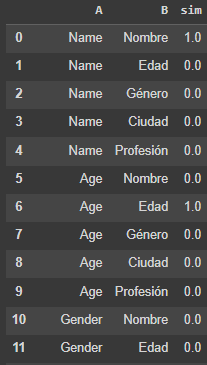 A B sim
0 Name Nombre 1.0
1 Name Edad 0.0
2 Name Género 0.0
3 Name Ciudad 0.0
4 Name Profesión 0.0
5 Age Nombre 0.0
6 Age Edad 1.0
7 Age Género 0.0
8 Age Ciudad 0.0
9 Age Profesión 0.0
10 Gender Nombre 0.0
11 Gender Edad 0.0